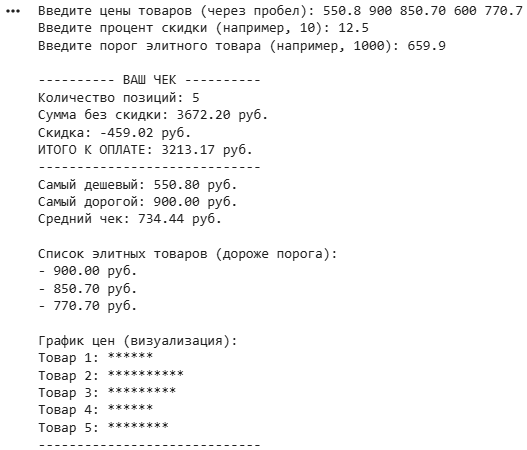 ••• Введите цены товаров (через пробел): 550.8 900 850.70 600 770.7
Введите процент скидки (например, 10): 12.5
Введите порог элитного товара (например, 1000): 659.9
---------- ВАШ ЧЕК ----------
Количество позиций: 5
Сумма без скидки: 3672.20 руб.
Скидка: -459.02 руб.
ИТОГО К ОПЛАТЕ: 3213.17 руб.
-----------------------------
Самый дешевый: 550.80 руб.
Самый дорогой: 900.00 руб.
Средний чек: 734.44 руб.
Список элитных товаров (дороже порога):
- 900.00 руб.
- 850.70 руб.
- 770.70 руб.
График цен (визуализация):
Товар 1: ******
Товар 2: **********
Товар 3: *********
Товар 4: ******
Товар 5: ********
-----------------------------